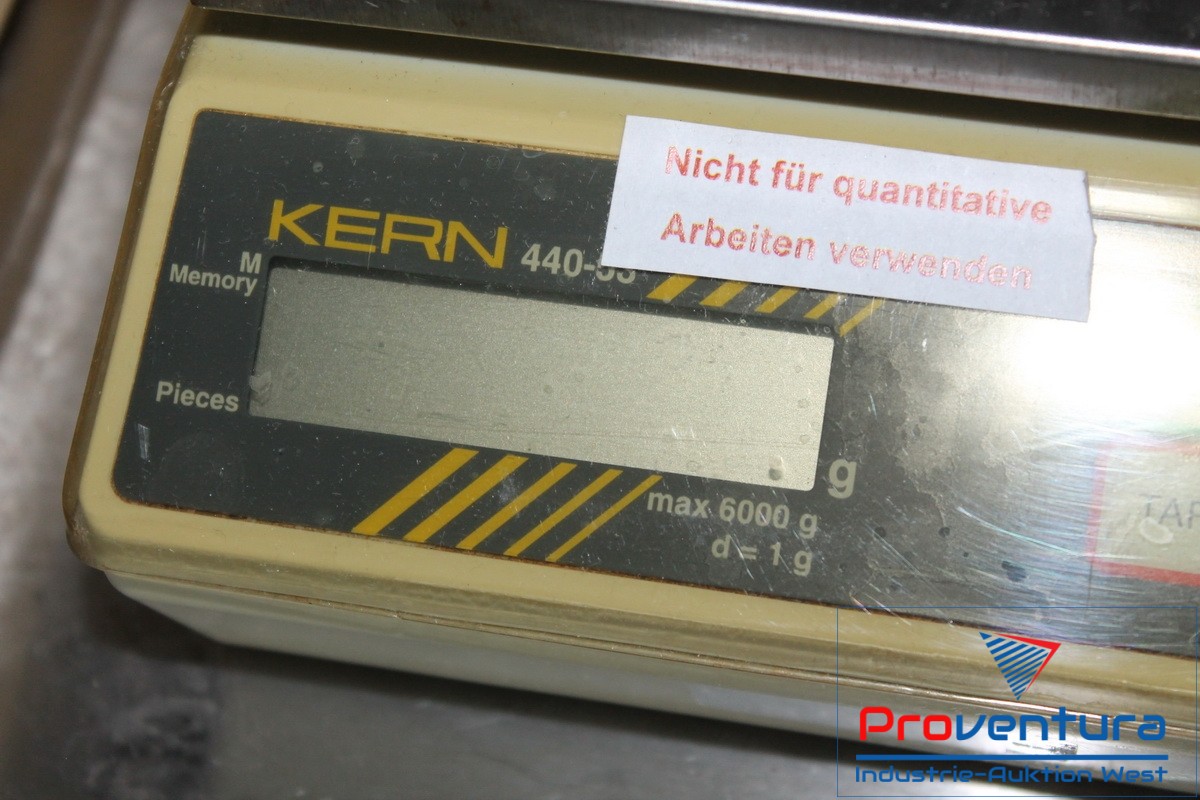 Nicht für quantitative
Arbeiten verwenden
KERN 440-53
M
Memory
Pieces
g
max 6000 g
d = 1 g
Proventura
Industrie-Auktion West